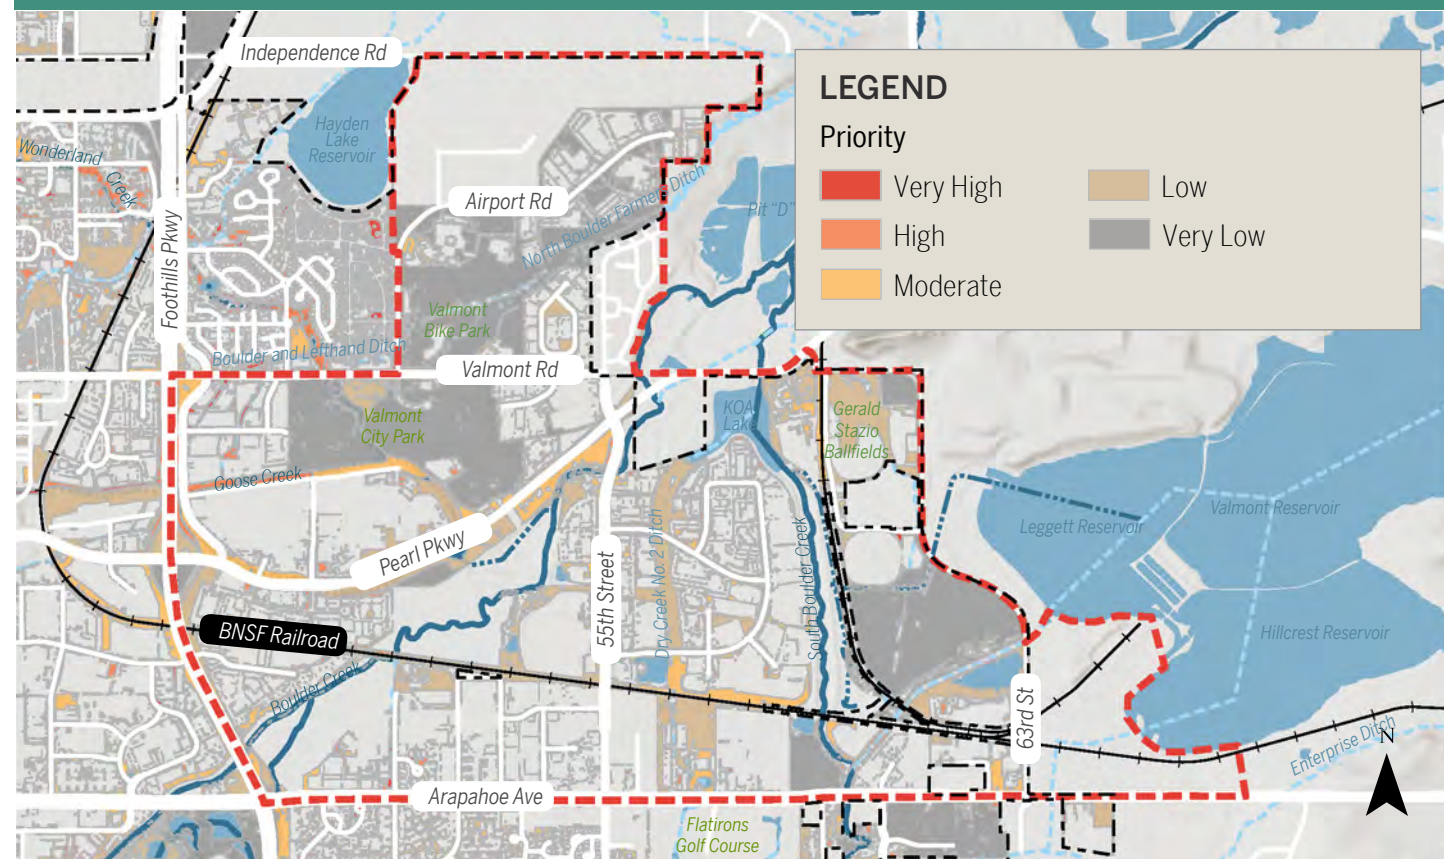 Independence Rd
LEGEND
Priority
Very High
High
Moderate
Low
Very Low
Hayden
Lake
Reservoir
Wonderland
Creek
Foothills Pkwy
Airport Rd
North Boulder Farmers Ditch
Pit "D"
Valmont
Bike Park
Boulder and Lefthand Ditch
Valmont Rd
Valmont
City Park
KOA
Lake
Gerald
Stazio
Ballfields
Goose Creek
Pearl Pkwy
55th Street
Dry Creek No. 2 Ditch
South Boulder Creek
Leggett Reservoir
Valmont Reservoir
Hillcrest Reservoir
BNSF Railroad
Boulder Creek
63rd St
Enterprise Ditch
N
Arapahoe Ave
Flatirons
Golf Course